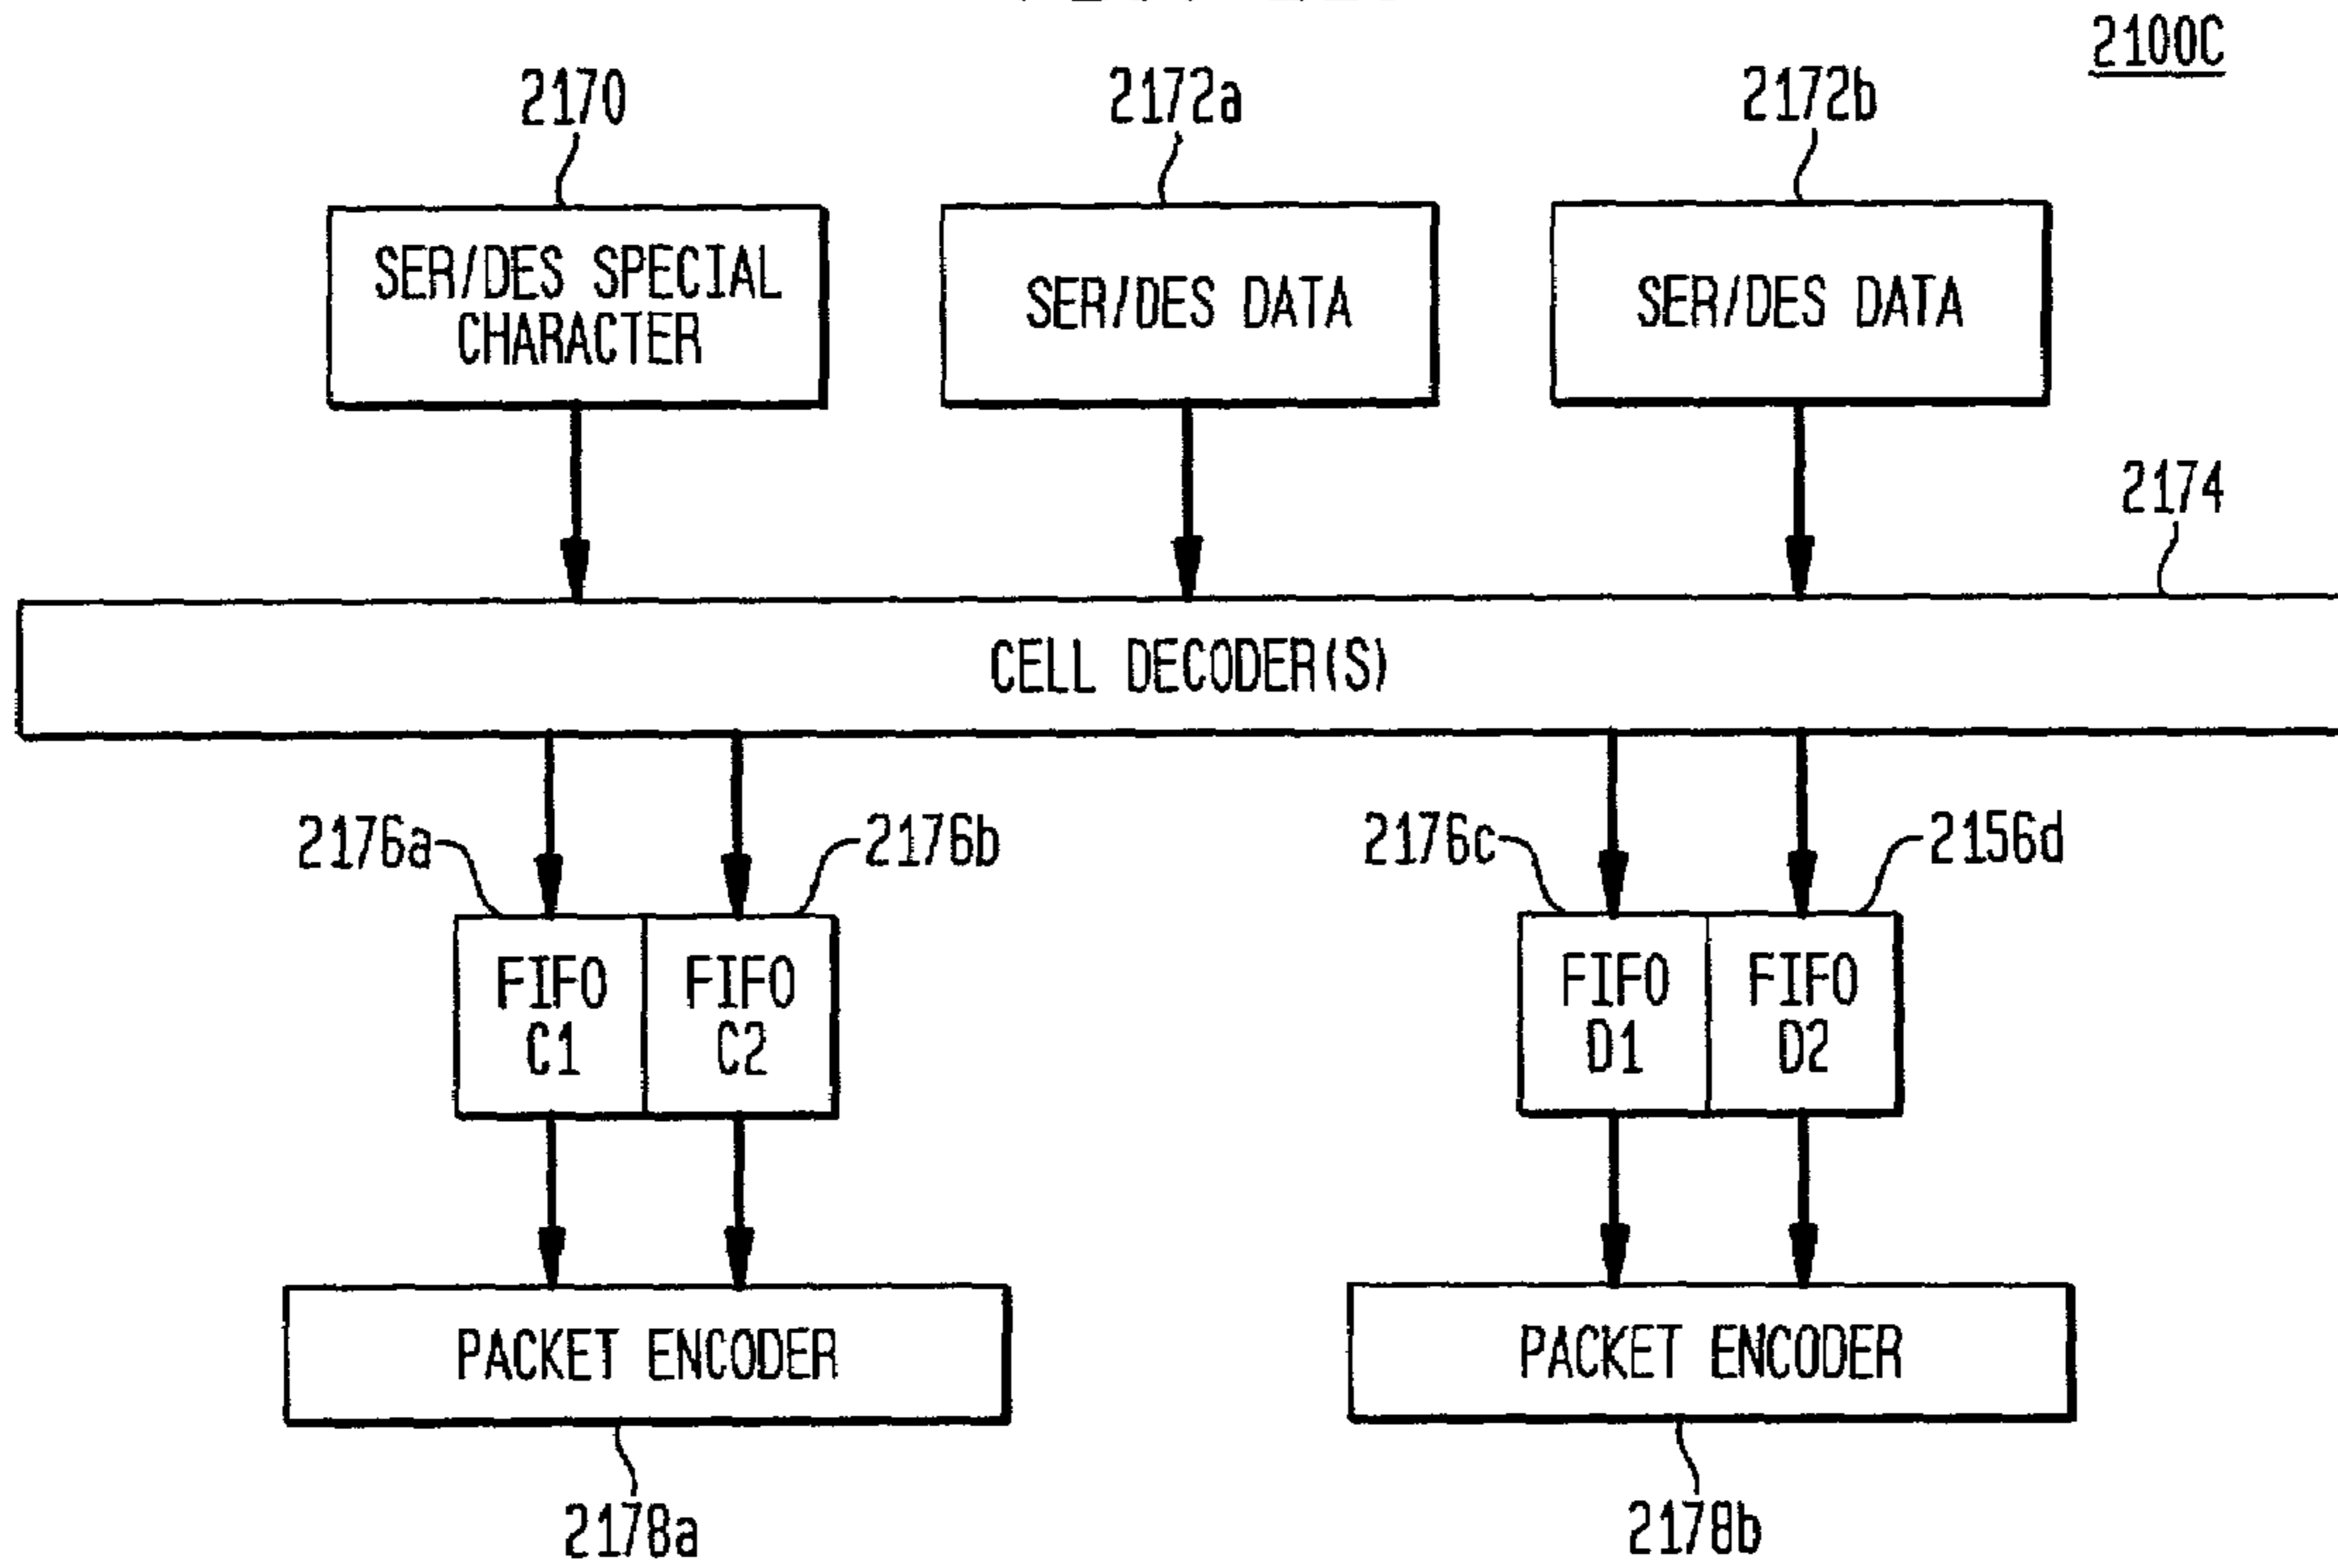 2100C
2170
2172a
2172b
SER/DES SPECIAL
CHARACTER
SER/DES DATA
SER/DES DATA
2174
CELL DECODER(S)
2176a
2176b
2176c
2156d
FIFO
C1
FIFO
C2
FIFO
D1
FIFO
D2
PACKET ENCODER
PACKET ENCODER
2178a
2178b